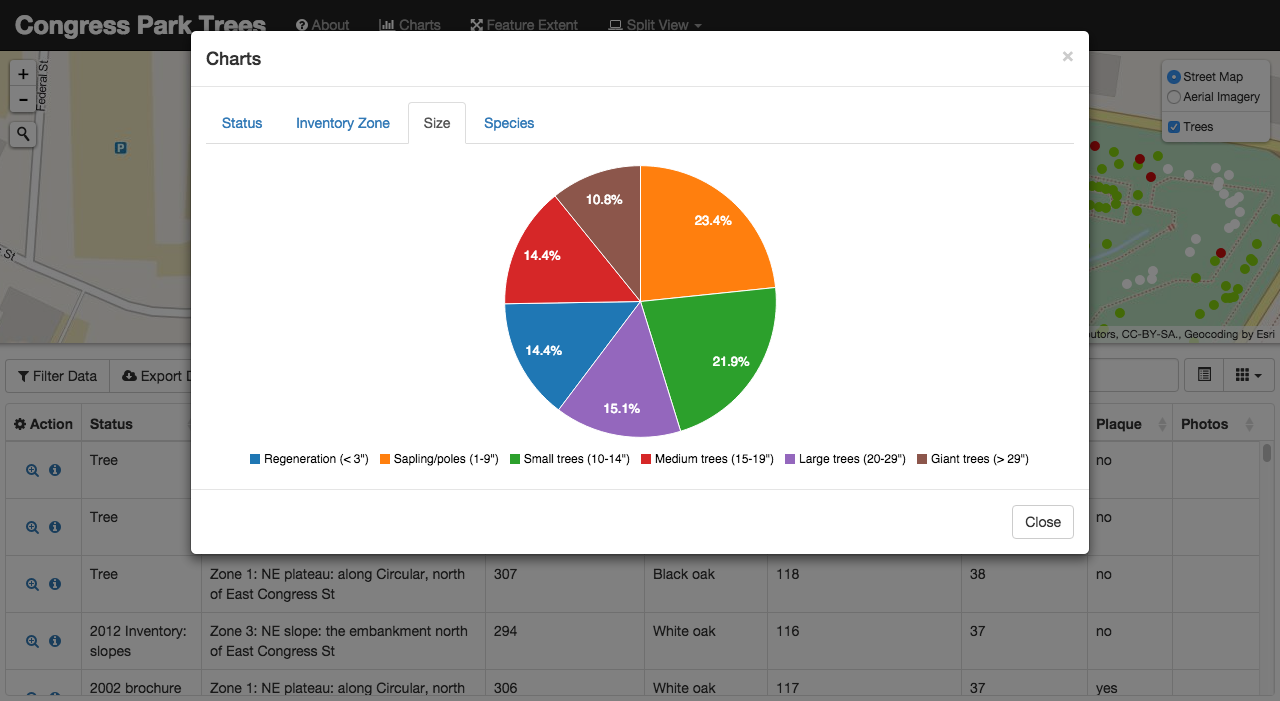 Congress Park Trees
About
Charts
Feature Extent
Split View
Charts
×
Status
Inventory Zone
Size
Species
10.8%
23.4%
14.4%
14.4%
21.9%
15.1%
Regeneration (< 3") Sapling/poles (1-9") Small trees (10-14") Medium trees (15-19") Large trees (20-29") Giant trees (> 29")
Close
+
−
Federal St
P
St
Street Map
Aerial Imagery
Trees
CC-BY-SA., Geocoding by Esri
Filter Data
Export
Action Status Plaque Photos
Tree no
Tree no
Tree Zone 1: NE plateau: along Circular, north 307 Black oak 118 38 no
of East Congress St
2012 Inventory: Zone 3: NE slope: the embankment north 294 White oak 116 37 no
slopes of East Congress St
2002 brochure Zone 1: NE plateau: along Circular, north 306 White oak 117 37 yes